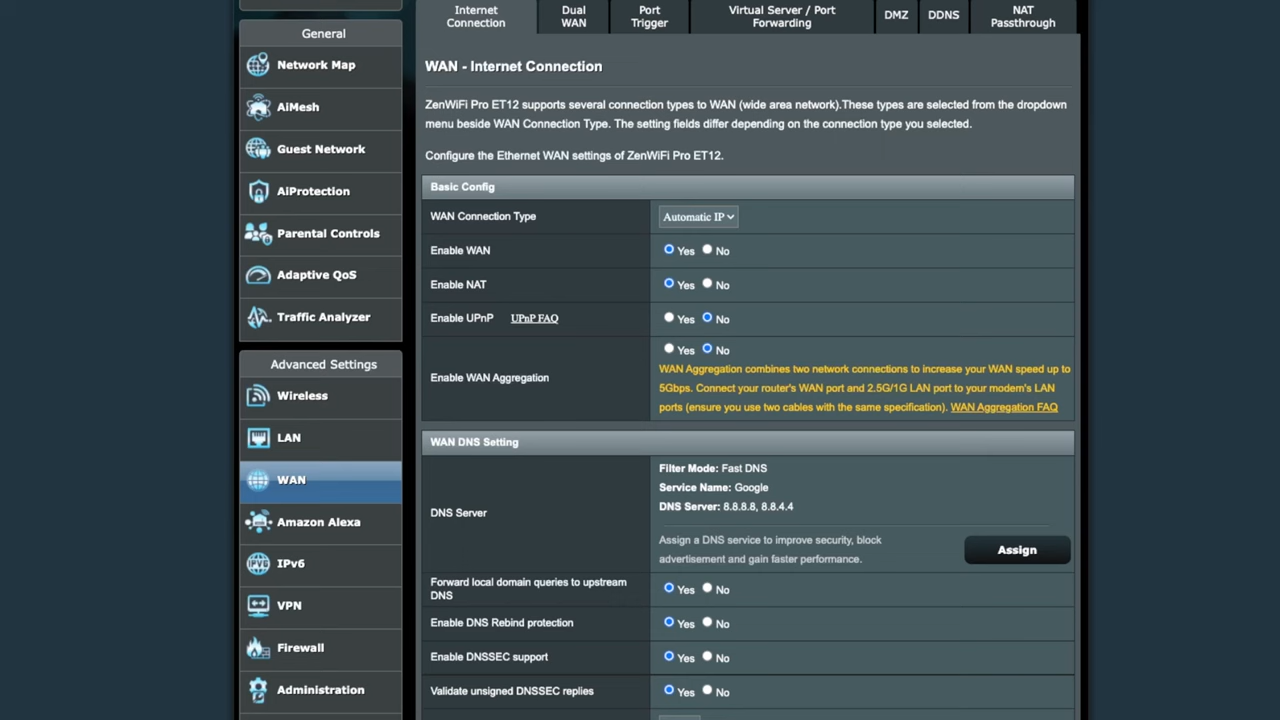 Internet
Connection
Dual
WAN
Port
Trigger
Virtual Server / Port
Forwarding
DMZ
DDNS
NAT
Passthrough
General
Network Map
AiMesh
Guest Network
AiProtection
Parental Controls
Adaptive QoS
Traffic Analyzer
Advanced Settings
Wireless
LAN
WAN
Amazon Alexa
IPv6
VPN
Firewall
Administration
WAN - Internet Connection
ZenWiFi Pro ET12 supports several connection types to WAN (wide area network).These types are selected from the dropdown
menu beside WAN Connection Type. The setting fields differ depending on the connection type you selected.
Configure the Ethernet WAN settings of ZenWiFi Pro ET12.
Basic Config
WAN Connection Type Automatic IP
Enable WAN Yes No
Enable NAT Yes No
Enable UPnP UPnP FAQ Yes No
Enable WAN Aggregation Yes No
WAN Aggregation combines two network connections to increase your WAN speed up to
5Gbps. Connect your router's WAN port and 2.5G/1G LAN port to your modem's LAN
ports (ensure you use two cables with the same specification). WAN Aggregation FAQ
WAN DNS Setting
DNS Server
Filter Mode: Fast DNS
Service Name: Google
DNS Server: 8.8.8.8, 8.8.4.4
Assign a DNS service to improve security, block
advertisement and gain faster performance.
Assign
Forward local domain queries to upstream
DNS
Yes No
Enable DNS Rebind protection Yes No
Enable DNSSEC support Yes No
Validate unsigned DNSSEC replies Yes No